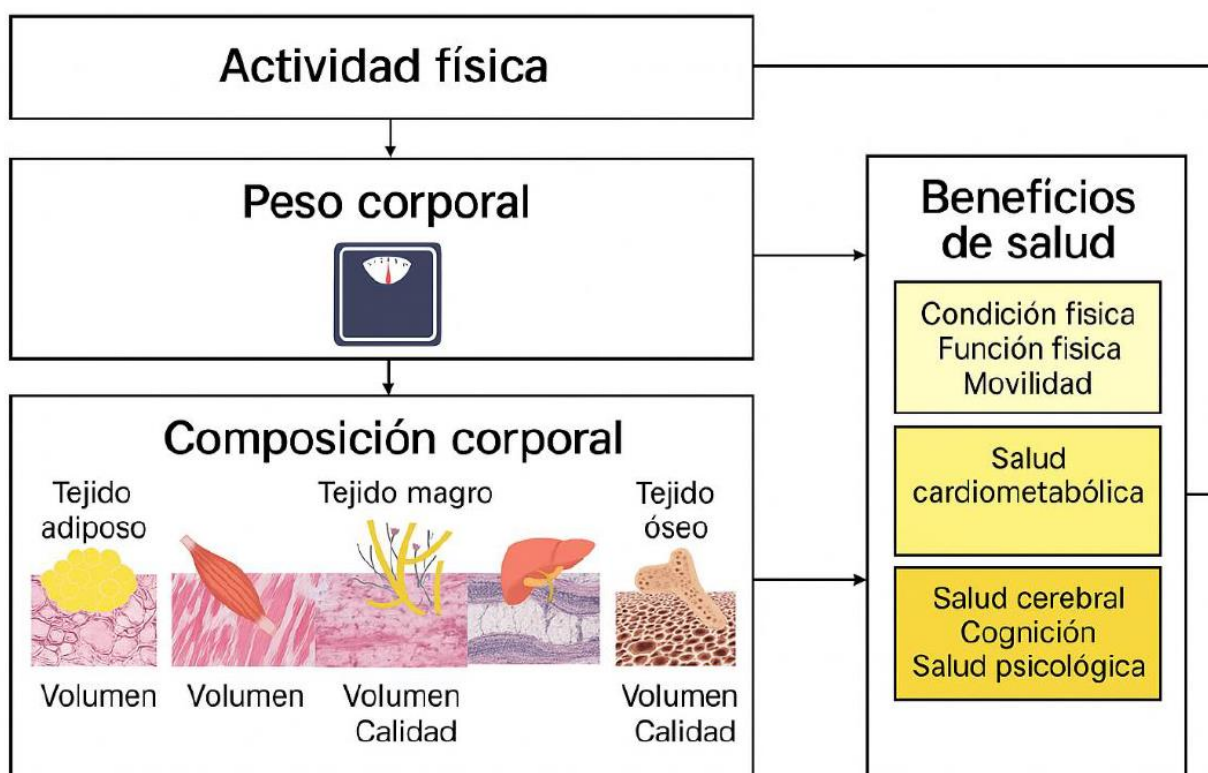 Actividad física
Peso corporal
Composición corporal
Tejido
adiposo
Tejido magro
Tejido
óseo
Volumen
Volumen
Volumen
Calidad
Volumen
Calidad
Benefícios
de salud
Condición fisica
Función fisica
Movilidad
Salud
cardiometabólica
Salud cerebral
Cognición
Salud psicológica